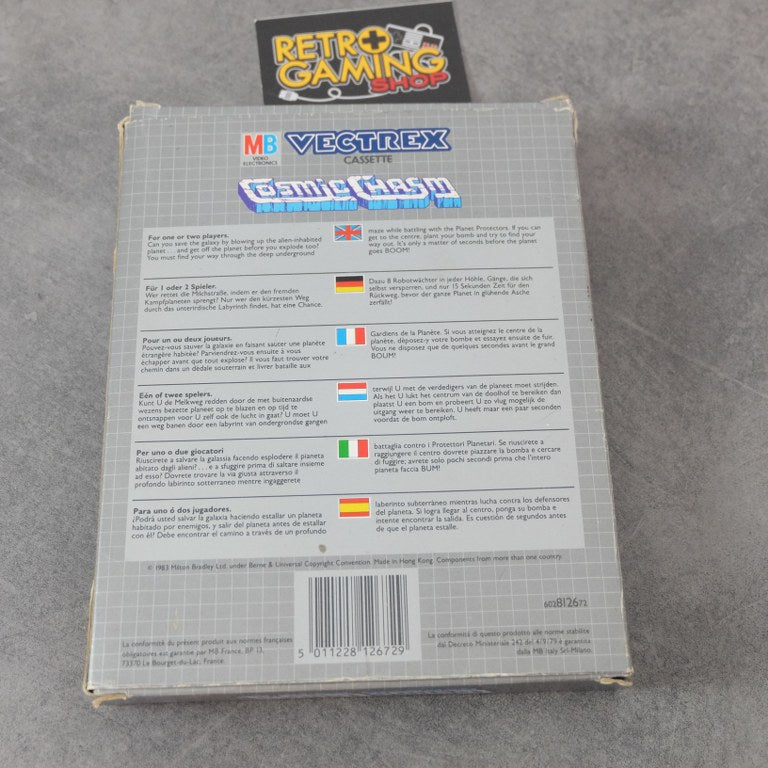 RETRO
GAMING
SHOP
MB
VIDEO
ELECTRONICS
VECTREX
CASSETTE
COSMIC CHASM
For one or two players.
Can you save the galaxy by blowing up the alien-inhabited
planet . . . and get off the planet before you explode too?
You must find your way through the deep underground
maze while battling with the Planet Protectors. If you can
get to the centre, plant your bomb and try to find your
way out. It's only a matter of seconds before the planet
goes BOOM!
Für 1 oder 2 Spieler.
Wer rettet die Milchstraße, indem er den fremden
Kampfplaneten sprengt? Nur wer den kürzesten Weg
durch das unterirdische Labyrinth findet, hat eine Chance.
Dazu 8 Robotwächter in jeder Höhle, Gänge, die sich
selbst versperren, und nur 15 Sekunden Zeit für den
Rückweg, bevor der ganze Planet in glühende Asche
zerfällt!
Pour un ou deux joueurs.
Pouvez-vous sauver la galaxie en faisant sauter une planète
étrangère habitée? Parviendrez-vous ensuite à vous
échapper avant que tout explose? Il vous faut trouver votre
chemin dans un dédale souterrain et livrer bataille aux
Gardiens de la Planète. Si vous atteignez le centre de la
planète, déposez-y votre bombe et essayez ensuite de fuir.
Vous ne disposez que de quelques secondes avant le grand
BOUM!
Eén of twee spelers.
Kunt U de Melkweg redden door de met buitenaardse
wezens bezette planeet op te blazen en op tijd te
ontsnappen voor U zelf ook de lucht in gaat? U moet U
een weg banen door een labyrint van ondergrondse gangen
terwijl U met de verdedigers van de planeet moet strijden.
Als het U lukt het centrum van de doolhof te bereiken dan
plaatst U een bom en probeert U zo vlug mogelijk de
uitgang weer te bereiken. U heeft maar een paar seconden
voordat de bom ontploft.
Per uno o due giocatori
Riuscirete a salvare la galassia facendo esplodere il pianeta
abitato dagli alieni? . . . e a sfuggire prima di saltare insieme
ad esso? Dovrete trovare la via giusta attraverso il
profondo labirinto sotterraneo mentre ingaggerete
battaglia contro i Protettori Planetari. Se riuscirete a
raggiungere il centro dovrete piazzare la bomba e cercare
di fuggire; avrete solo pochi secondi prima che l'intero
pianeta faccia BUM!
Para uno ó dos jugadores.
¿Podrá usted salvar la galaxia haciendo estallar un planeta
habitado por enemigos, y salir del planeta antes de estallar
con él? Debe encontrar el camino a través de un profundo
laberinto subterráneo mientras lucha contra los defensores
del planeta. Si logra llegar al centro, ponga su bomba e
intente encontrar la salida. Es cuestión de segundos antes
de que el planeta estalle.
© 1983 Milton Bradley Ltd. under Berne & Universal Copyright Convention. Made in Hong Kong. Components from more than one country.
602812672
La conformité du présent produit aux normes françaises
obligatoires est garantie par MB France, BP 13,
73370 Le Bourget-du-Lac, France.
5 011228 126729
La conformità di questo prodotto alle norme stabilite
dal Decreto Ministeriale 242 del 4/9/79 è garantita
dalla MB Italy Srl-Milano.